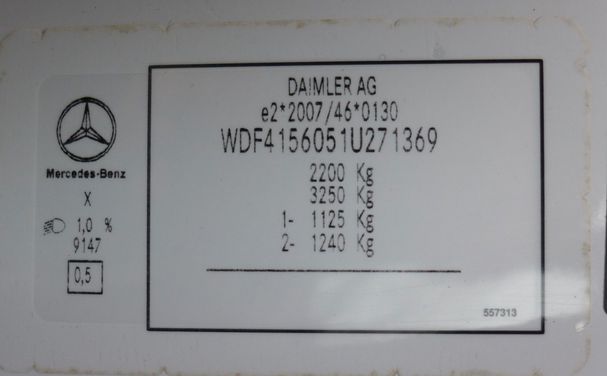 Mercedes-Benz
X
1,0 %
9147
0,5
DAIMLER AG
e2*2007/46*0130
WDF4156051U271369
2200 Kg
3250 Kg
1- 1125 Kg
2- 1240 Kg
557313